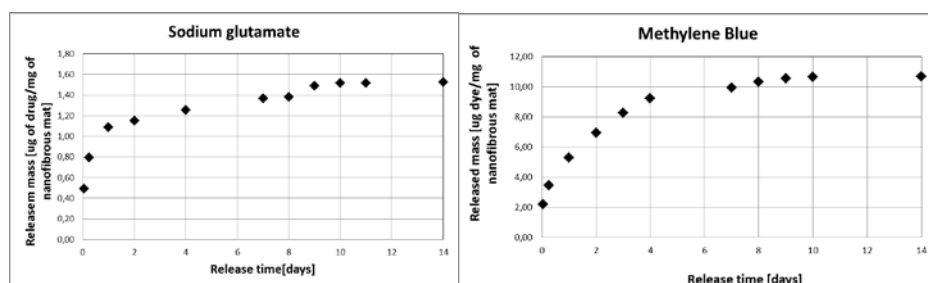 Sodium glutamate
Releasem mass [ug of drug/mg of
nanofibrous mat]
1,80
1,60
1,40
1,20
1,00
0,80
0,60
0,40
0,20
0,00
0 2 4 6 8 10 12 14
Release time[days]
Methylene Blue
Released mass [ug dye/mg of
nanofibrous mat]
12,00
10,00
8,00
6,00
4,00
2,00
0,00
0 2 4 6 8 10 12 14
Release time [days]